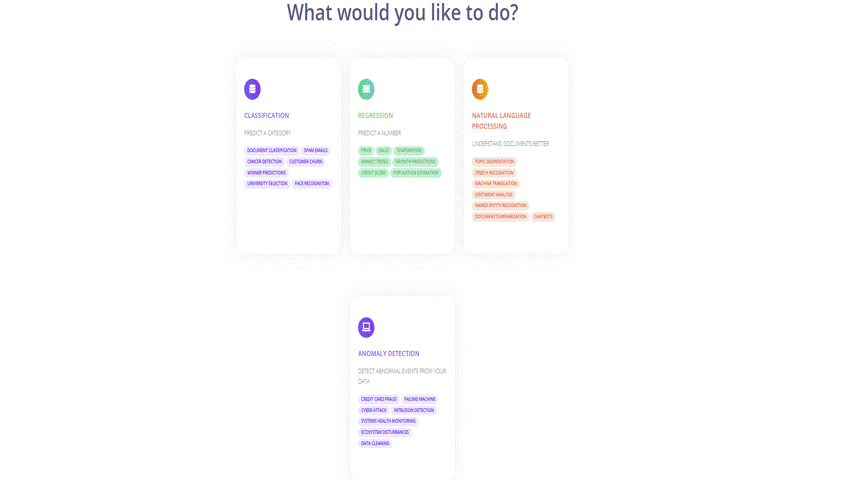 What would you like to do?
CLASSIFICATION
PREDICT A CATEGORY
DOCUMENT CLASSIFICATION SPAM EMAILS
CANCER DETECTION CUSTOMER CHURN
WINNER PREDICTIONS
UNIVERSITY SELECTION FACE RECOGNITION
REGRESSION
PREDICT A NUMBER
PRICE SALES TEMPERATURE
MARKET TREND GROWTH PREDICTIONS
CREDIT SCORE POPULATION ESTIMATION
NATURAL LANGUAGE
PROCESSING
UNDERSTAND DOCUMENTS BETTER
TOPIC SEGMENTATION
SPEECH RECOGNITION
MACHINE TRANSLATION
SENTIMENT ANALYSIS
NAMED ENTITY RECOGNITION
DOCUMENT SUMMARIZATION CHATBOTS
ANOMALY DETECTION
DETECT ABNORMAL EVENTS FROM YOUR
DATA
CREDIT CARD FRAUD FAILING MACHINE
CYBER ATTACK INTRUSION DETECTION
SYSTEMS HEALTH MONITORING
ECOSYSTEM DISTURBANCES
DATA CLEANING